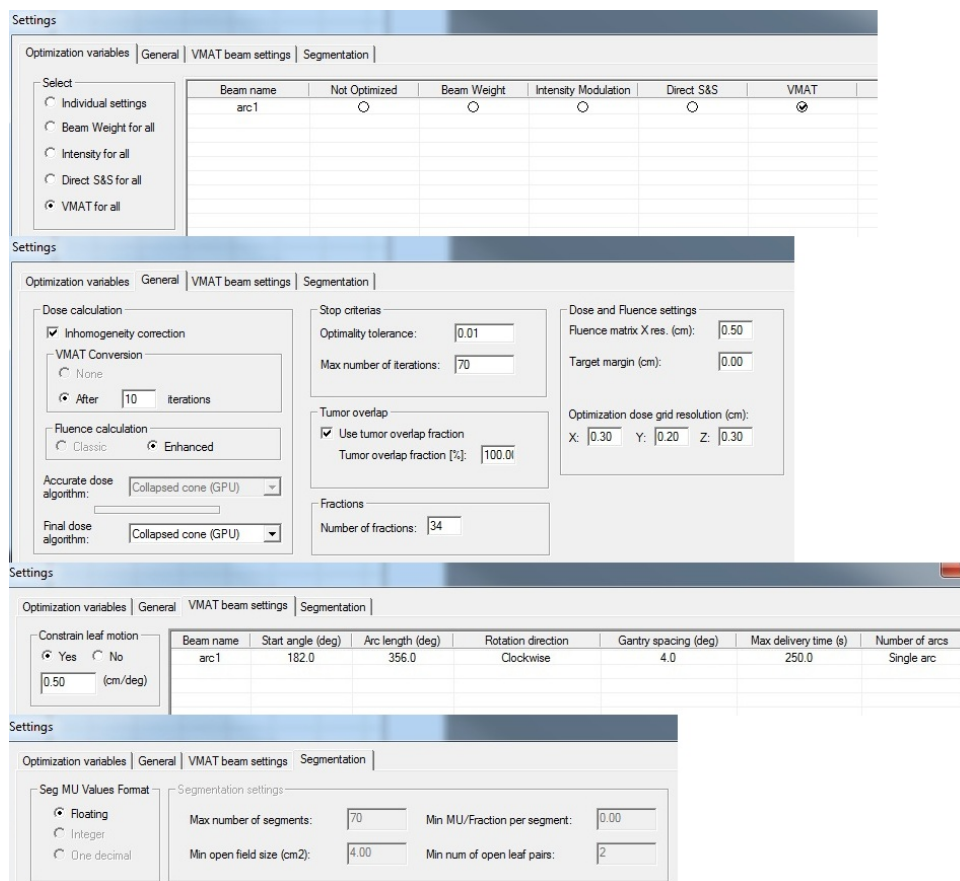 Settings
Optimization variables General VMAT beam settings Segmentation
Select
Individual settings
Beam Weight for all
Intensity for all
Direct S&S for all
VMAT for all
Beam name Not Optimized Beam Weight Intensity Modulation Direct S&S VMAT
arc1
Settings
Optimization variables General VMAT beam settings Segmentation
Dose calculation
Inhomogeneity correction
VMAT Conversion
None
After 10 iterations
Fluence calculation
Classic Enhanced
Accurate dose
algorithm: Collapsed cone (GPU)
Final dose
algorithm: Collapsed cone (GPU)
Stop criterias
Optimality tolerance: 0.01
Max number of iterations: 70
Tumor overlap
Use tumor overlap fraction
Tumor overlap fraction [%]: 100.0
Fractions
Number of fractions: 34
Dose and Fluence settings
Fluence matrix X res. (cm): 0.50
Target margin (cm): 0.00
Optimization dose grid resolution (cm):
X: 0.30 Y: 0.20 Z: 0.30
Settings
Optimization variables General VMAT beam settings Segmentation
Constrain leaf motion
Yes No
0.50 (cm/deg)
Beam name Start angle (deg) Arc length (deg) Rotation direction Gantry spacing (deg) Max delivery time (s) Number of arcs
arc1 182.0 356.0 Clockwise 4.0 250.0 Single arc
Settings
Optimization variables General VMAT beam settings Segmentation
Seg MU Values Format
Floating
Integer
One decimal
Segmentation settings
Max number of segments: 70 Min MU/Fraction per segment: 0.00
Min open field size (cm2): 4.00 Min num of open leaf pairs: 2